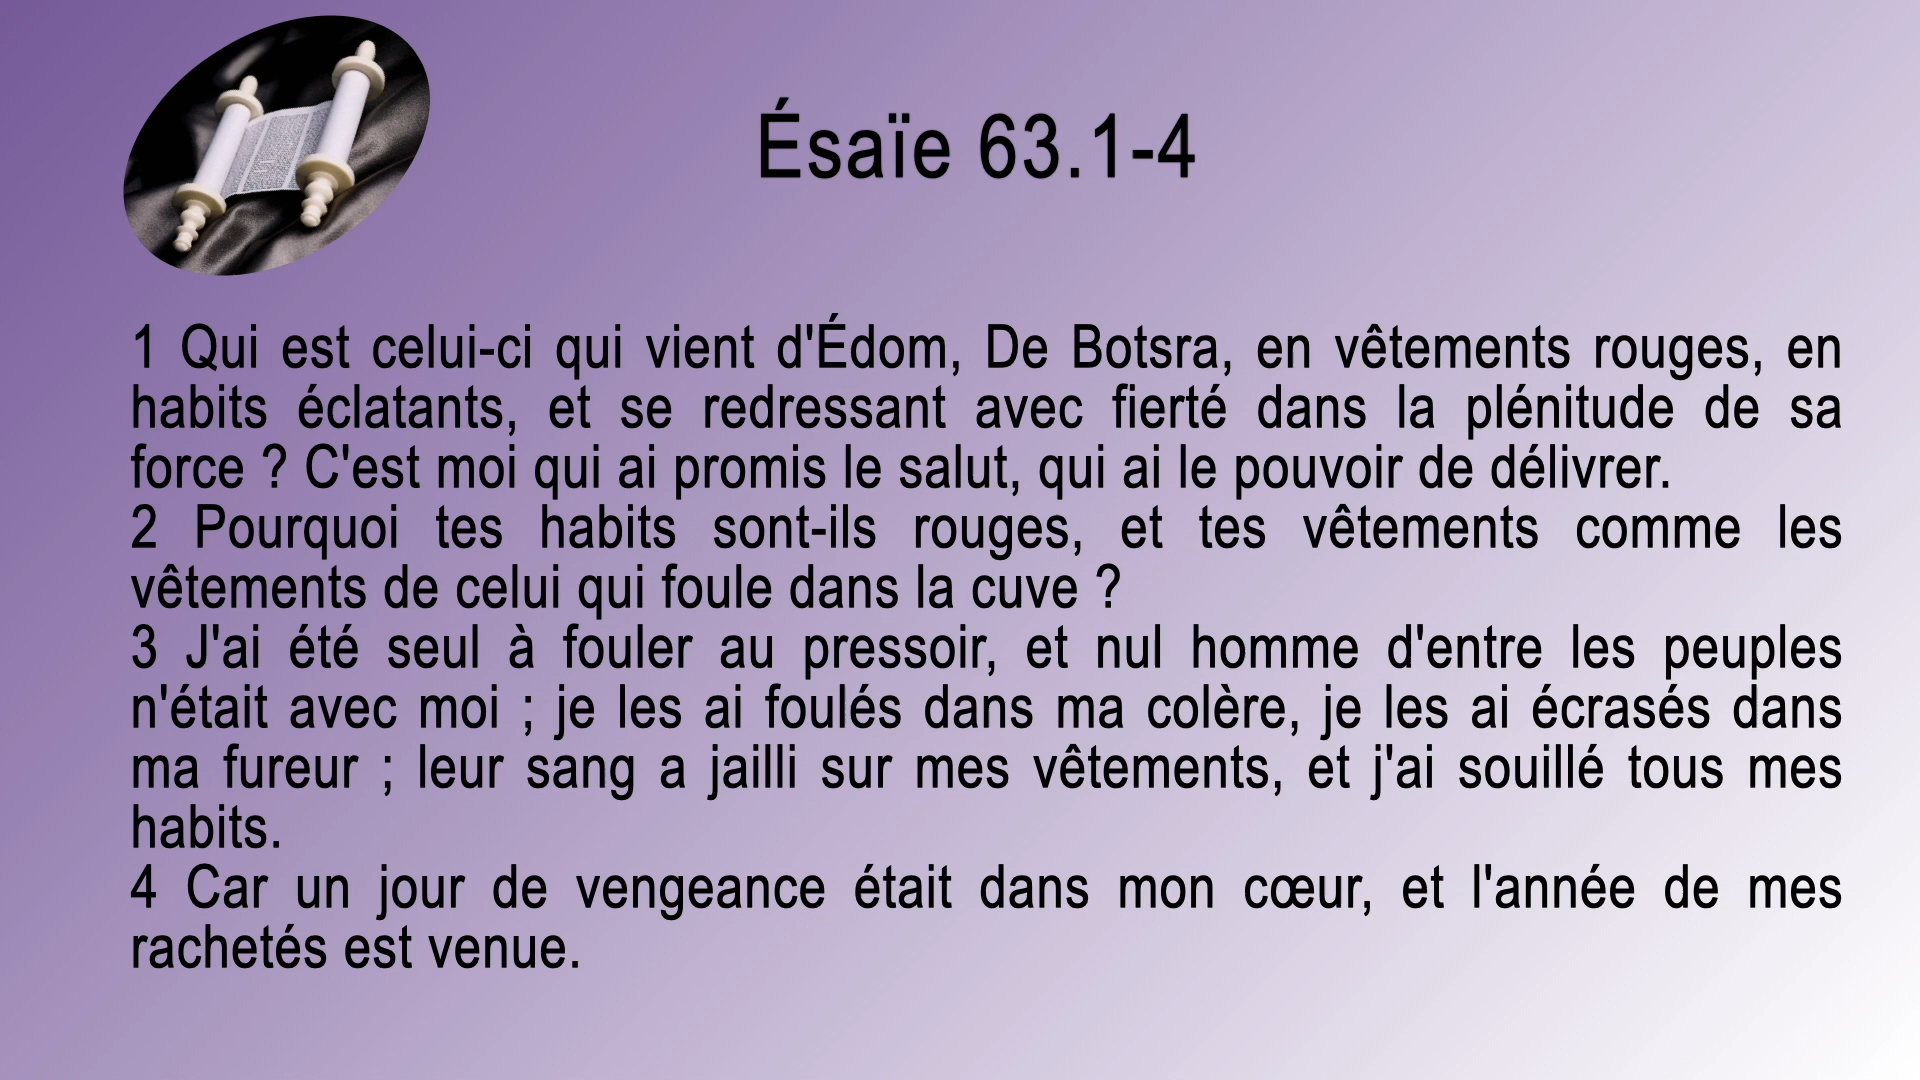 Ésaïe 63.1-4
1 Qui est celui-ci qui vient d'Édom, De Botsra, en vêtements rouges, en
habits éclatants, et se redressant avec fierté dans la plénitude de sa
force ? C'est moi qui ai promis le salut, qui ai le pouvoir de délivrer.
2 Pourquoi tes habits sont-ils rouges, et tes vêtements comme les
vêtements de celui qui foule dans la cuve ?
3 J'ai été seul à fouler au pressoir, et nul homme d'entre les peuples
n'était avec moi ; je les ai foulés dans ma colère, je les ai écrasés dans
ma fureur ; leur sang a jailli sur mes vêtements, et j'ai souillé tous mes
habits.
4 Car un jour de vengeance était dans mon cœur, et l'année de mes
rachetés est venue.